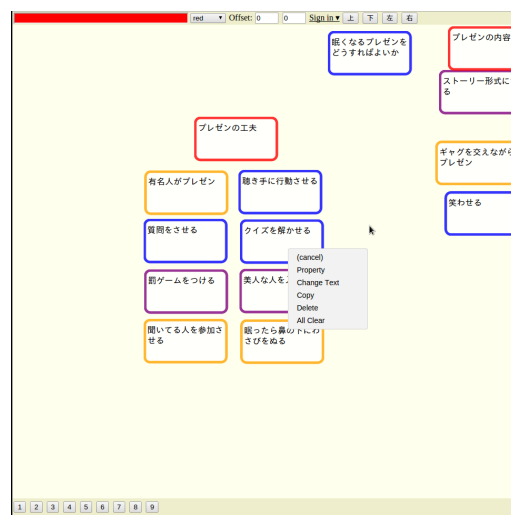 red Offset: 0 0 Sign in ▾ 上 下 左 右
眠くなるプレゼンを
どうすればよいか
プレゼンの内容
ストーリー形式に
る
プレゼンの工夫
ギャグを交えながら
プレゼン
有名人がプレゼン
聴き手に行動させる
笑わせる
質問をさせる
クイズを解かせる
(cancel)
Property
Change Text
Copy
Delete
All Clear
罰ゲームをつける
美人な人を
聞いてる人を参加さ
せる
眠ったら鼻の下にわ
さびをぬる
1 2 3 4 5 6 7 8 9